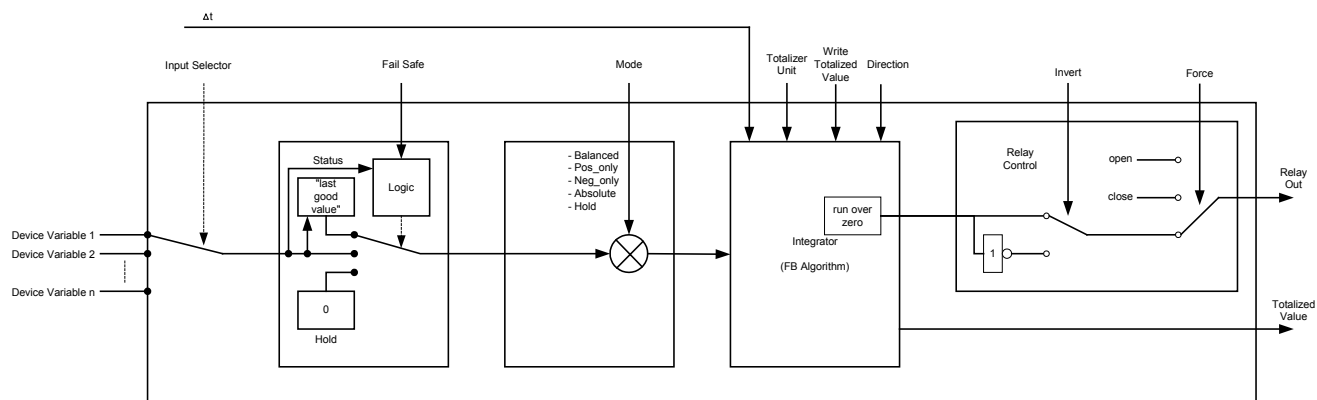 Δt
Input Selector
Fail Safe
Mode
Totalizer
Unit
Write
Totalized
Value
Direction
Invert
Force
Status
"last
good
value"
Logic
0
Hold
- Balanced
- Pos_only
- Neg_only
- Absolute
- Hold
run over
zero
Integrator
(FB Algorithm)
Relay
Control
open
close
1
Relay
Out
Totalized
Value
Device Variable 1
Device Variable 2
Device Variable n